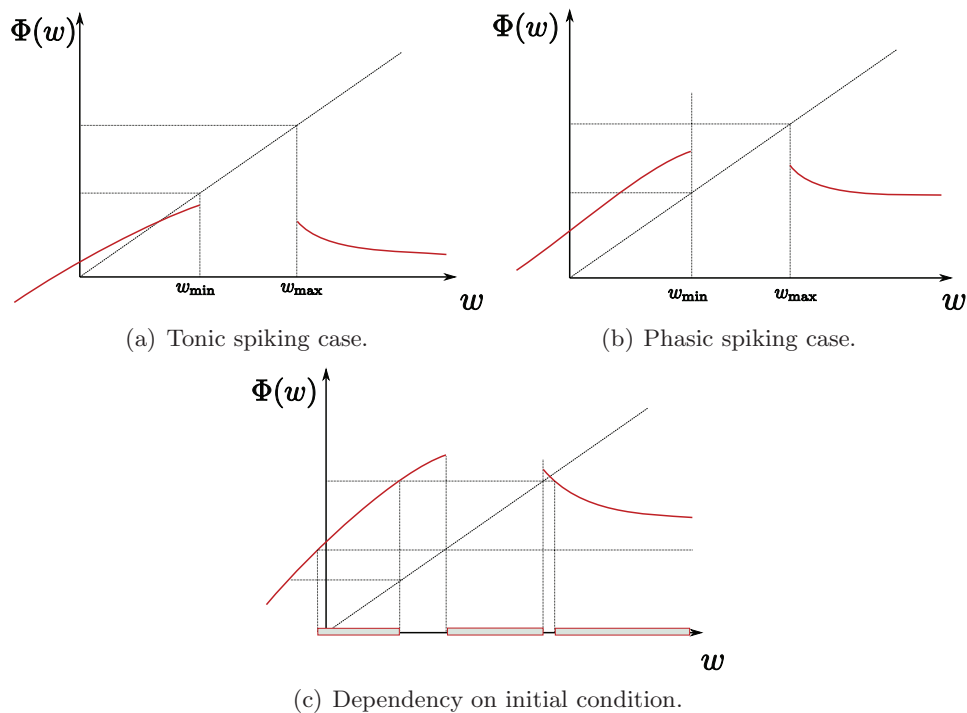 Φ(w)
w_min
w_max
w
(a) Tonic spiking case.
Φ(w)
w_min
w_max
w
(b) Phasic spiking case.
Φ(w)
w
(c) Dependency on initial condition.